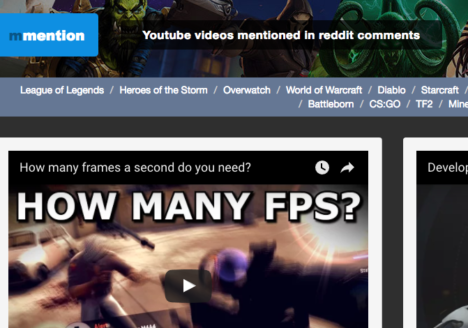 mmention
Youtube videos mentioned in reddit comments
League of Legends / Heroes of the Storm / Overwatch / World of Warcraft / Diablo / Starcraft /
/ Battleborn / CS:GO / TF2 / Mine
How many frames a second do you need?
HOW MANY FPS?
Develop